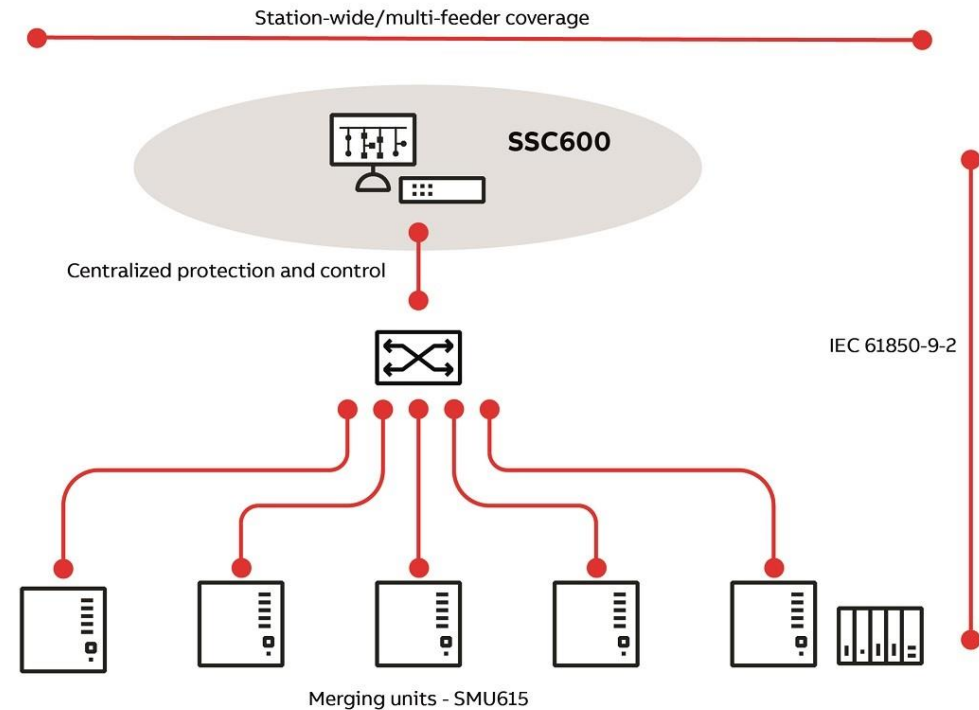 Station-wide/multi-feeder coverage
SSC600
Centralized protection and control
IEC 61850-9-2
Merging units - SMU615